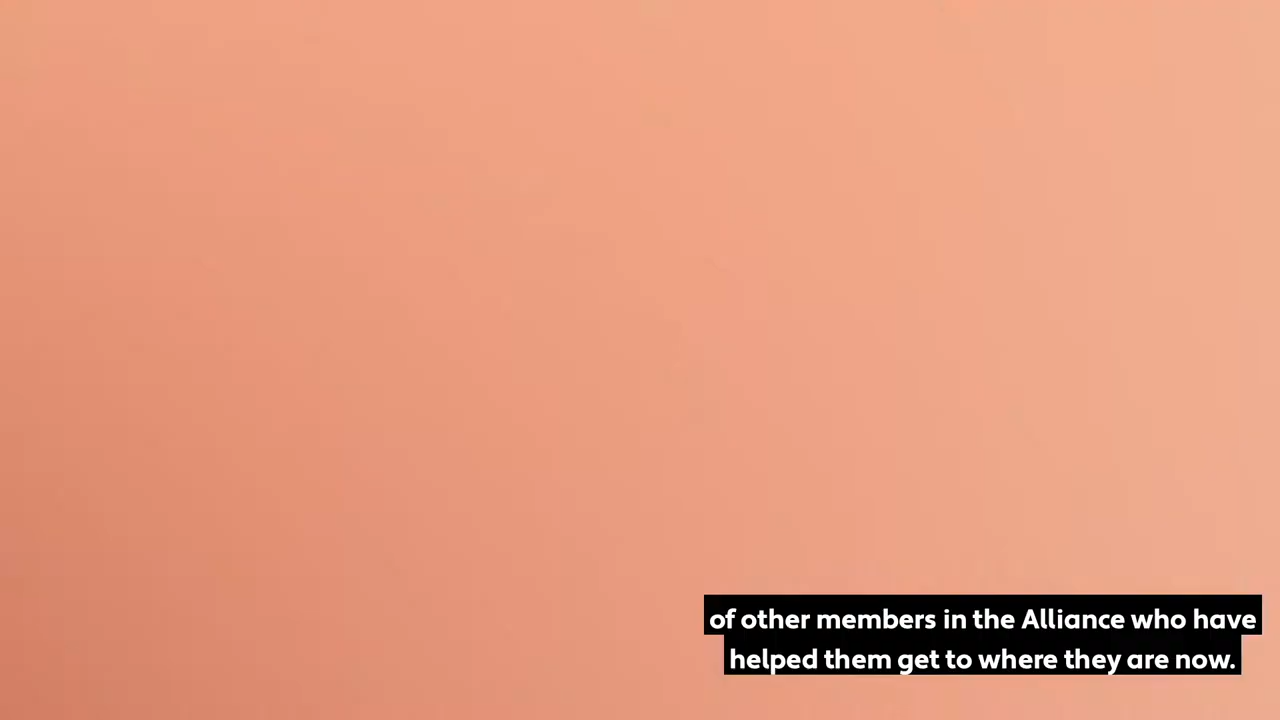 of other members in the Alliance who have
helped them get to where they are now.